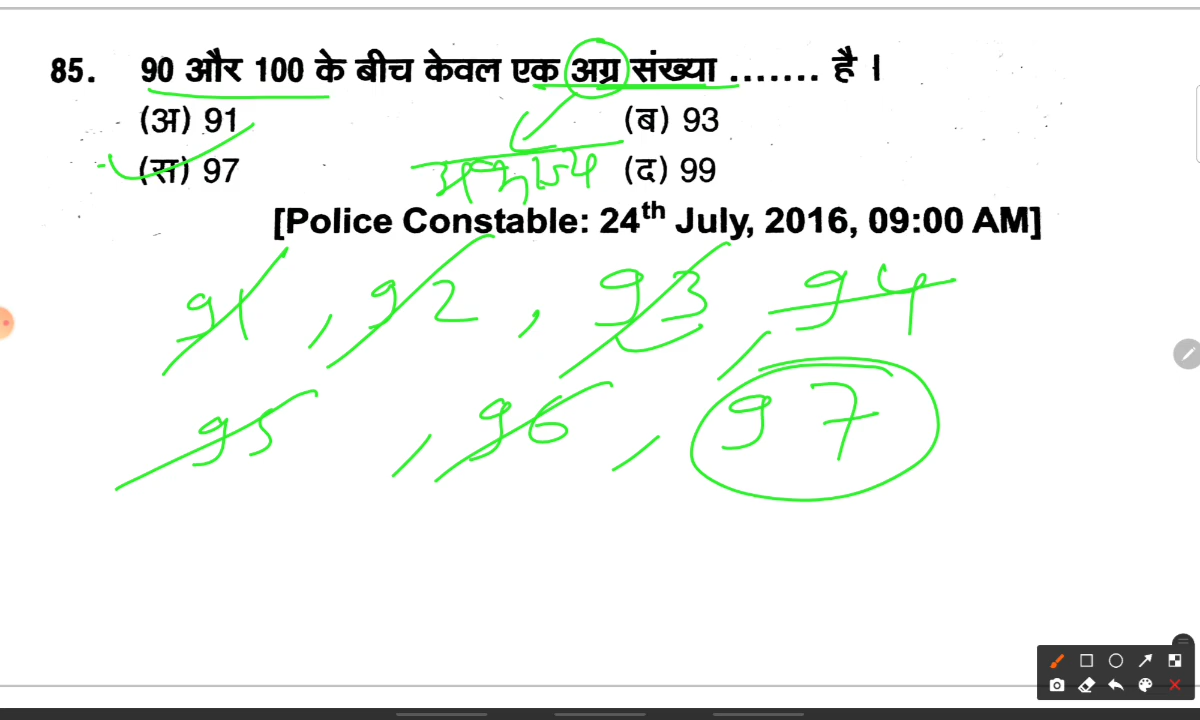 85. 90 और 100 के बीच केवल एक अग्र संख्या ....... है ।
(अ) 91 (ब) 93
(स) 97 (द) 99
अभाज्य
[Police Constable: 24th July, 2016, 09:00 AM]
91, 92, 93, 94
95, 96, 97